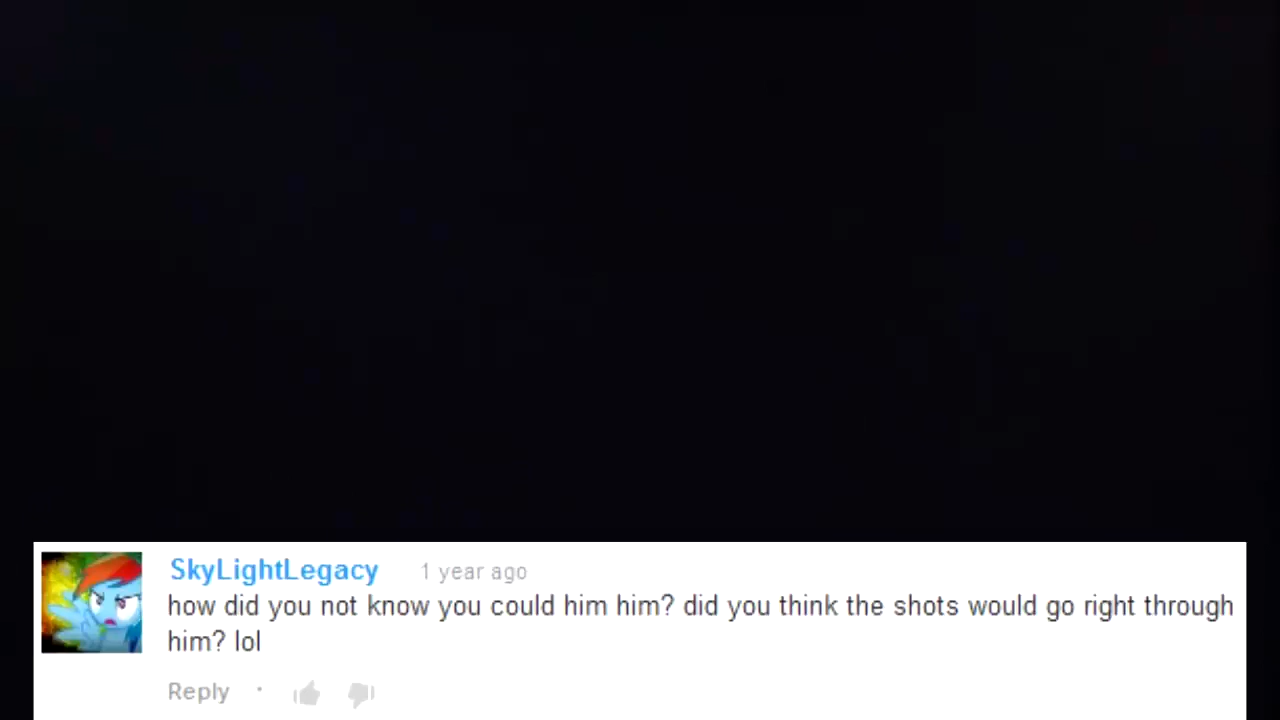 SkyLightLegacy 1 year ago
how did you not know you could him him? did you think the shots would go right through
him? lol
Reply ·